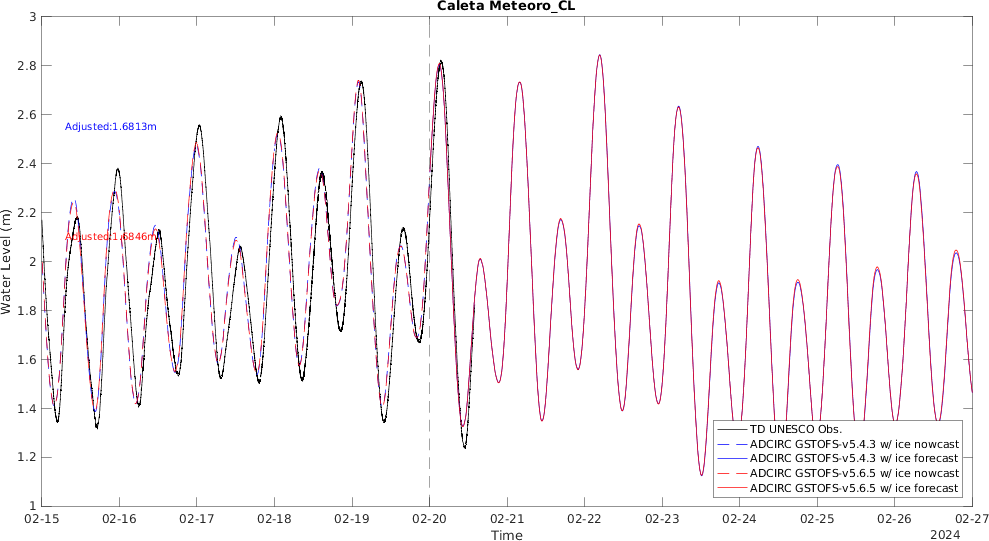 Caleta Meteoro_CL
3
2.8
2.6
2.4
2.2
2
1.8
1.6
1.4
1.2
1
Water Level (m)
Adjusted:1.6813m
Adjusted:1.6846m
TD UNESCO Obs.
ADCIRC GSTOFS-v5.4.3 w/ ice nowcast
ADCIRC GSTOFS-v5.4.3 w/ ice forecast
ADCIRC GSTOFS-v5.6.5 w/ ice nowcast
ADCIRC GSTOFS-v5.6.5 w/ ice forecast
02-15 02-16 02-17 02-18 02-19 02-20 02-21 02-22 02-23 02-24 02-25 02-26 02-27
Time
2024